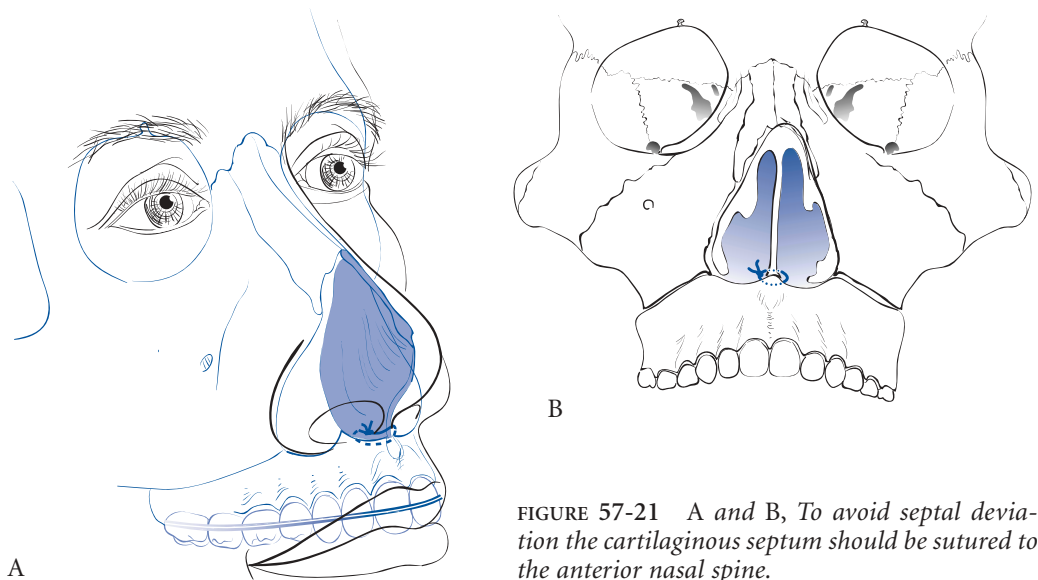 B
A
FIGURE 57-21 A and B, To avoid septal devia-
tion the cartilaginous septum should be sutured to
the anterior nasal spine.